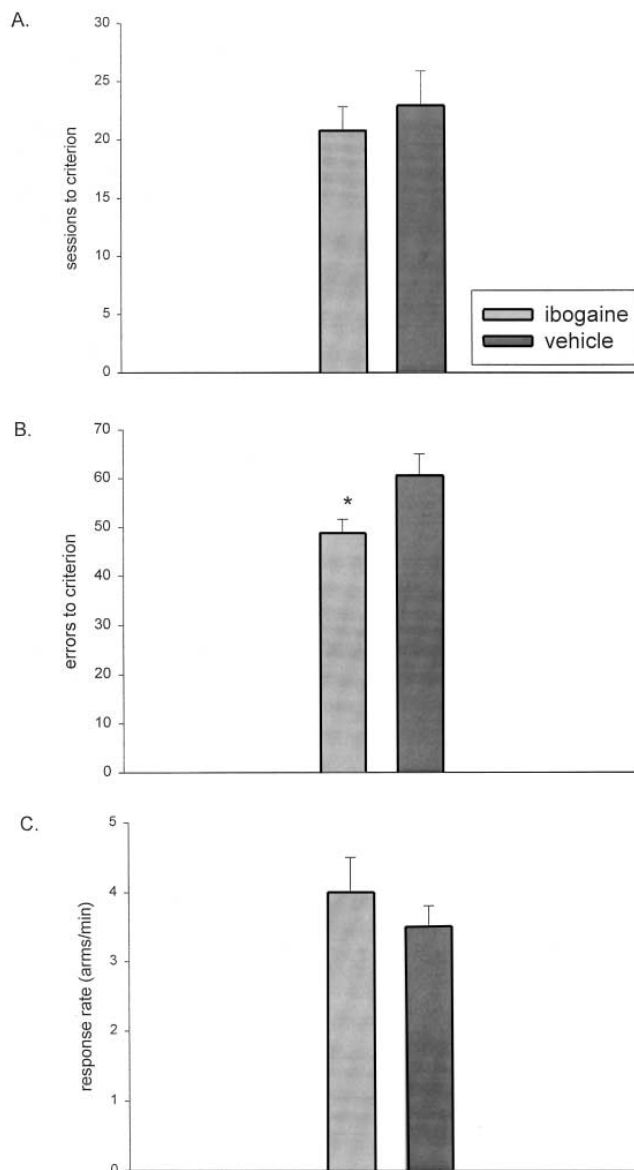 A.
30
25
20
15
10
5
0
sessions to criterion
ibogaine
vehicle
B.
70
60
50
40
30
20
10
0
errors to criterion
*
C.
5
4
3
2
1
0
response rate (arms/min)